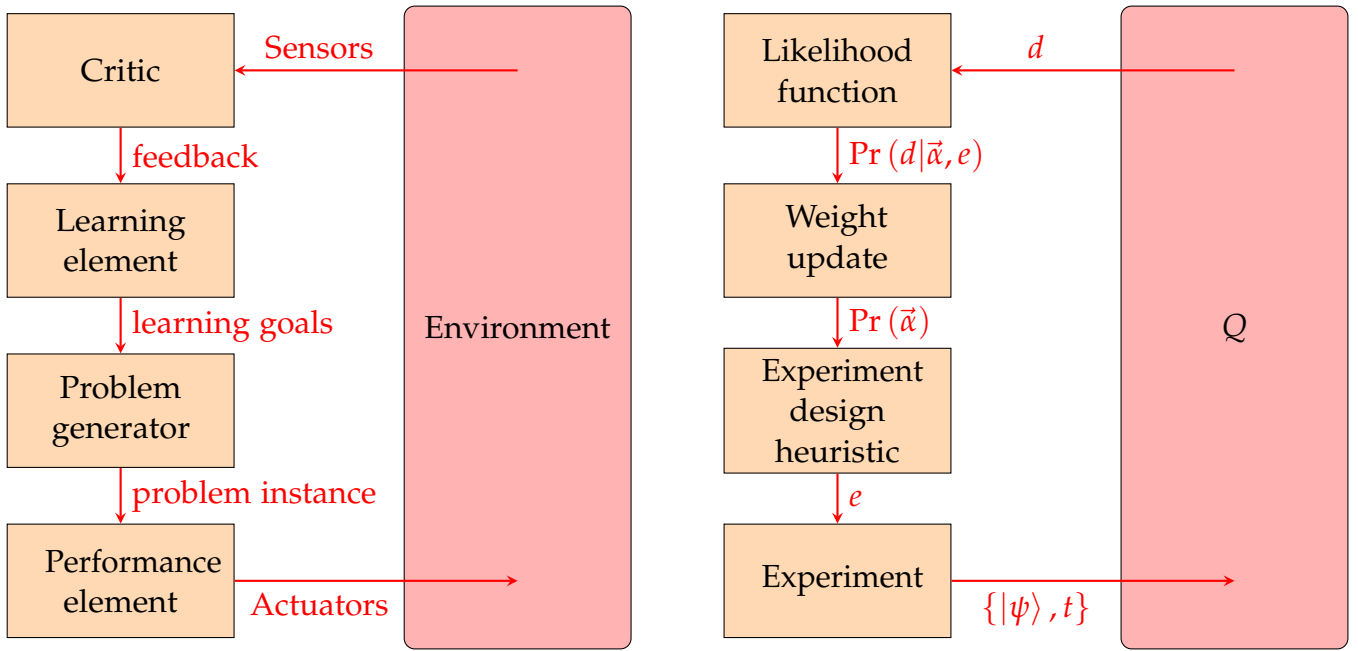 Critic
Sensors
feedback
Learning
element
learning goals
Problem
generator
problem instance
Performance
element
Actuators
Environment
Likelihood
function
d
Pr (d|α⃗, e)
Weight
update
Pr (α⃗)
Experiment
design
heuristic
e
Experiment
{|ψ⟩ , t}
Q